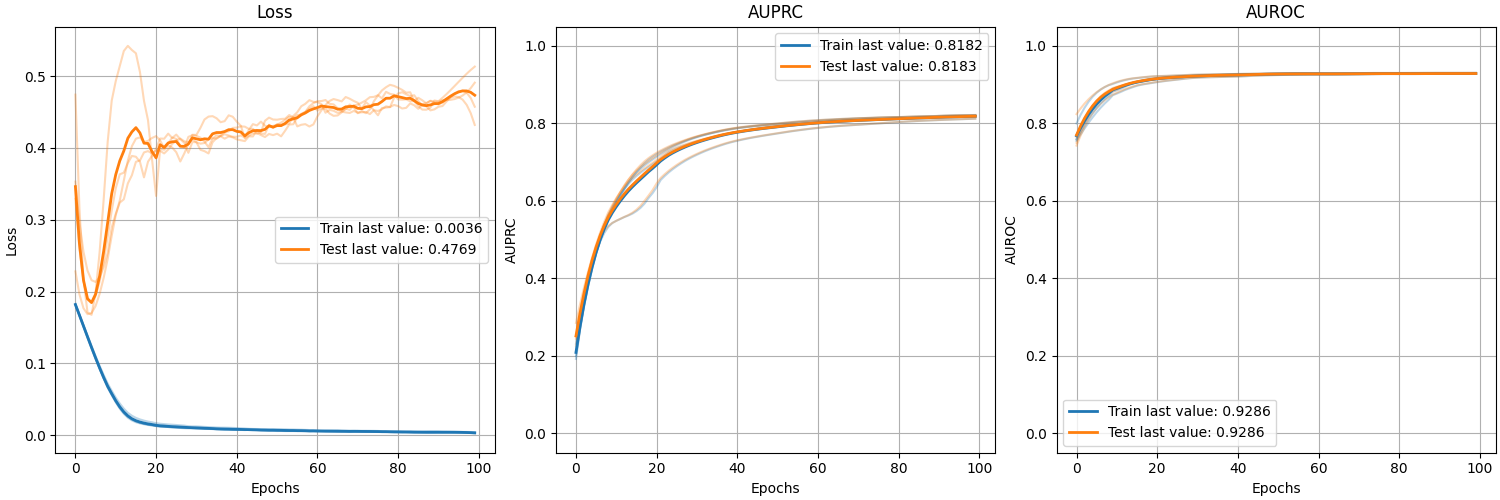 Loss
Loss
0.5
0.4
0.3
0.2
0.1
0.0
Train last value: 0.0036
Test last value: 0.4769
0 20 40 60 80 100
Epochs
AUPRC
AUPRC
1.0
0.8
0.6
0.4
0.2
0.0
Train last value: 0.8182
Test last value: 0.8183
0 20 40 60 80 100
Epochs
AUROC
AUROC
1.0
0.8
0.6
0.4
0.2
0.0
Train last value: 0.9286
Test last value: 0.9286
0 20 40 60 80 100
Epochs